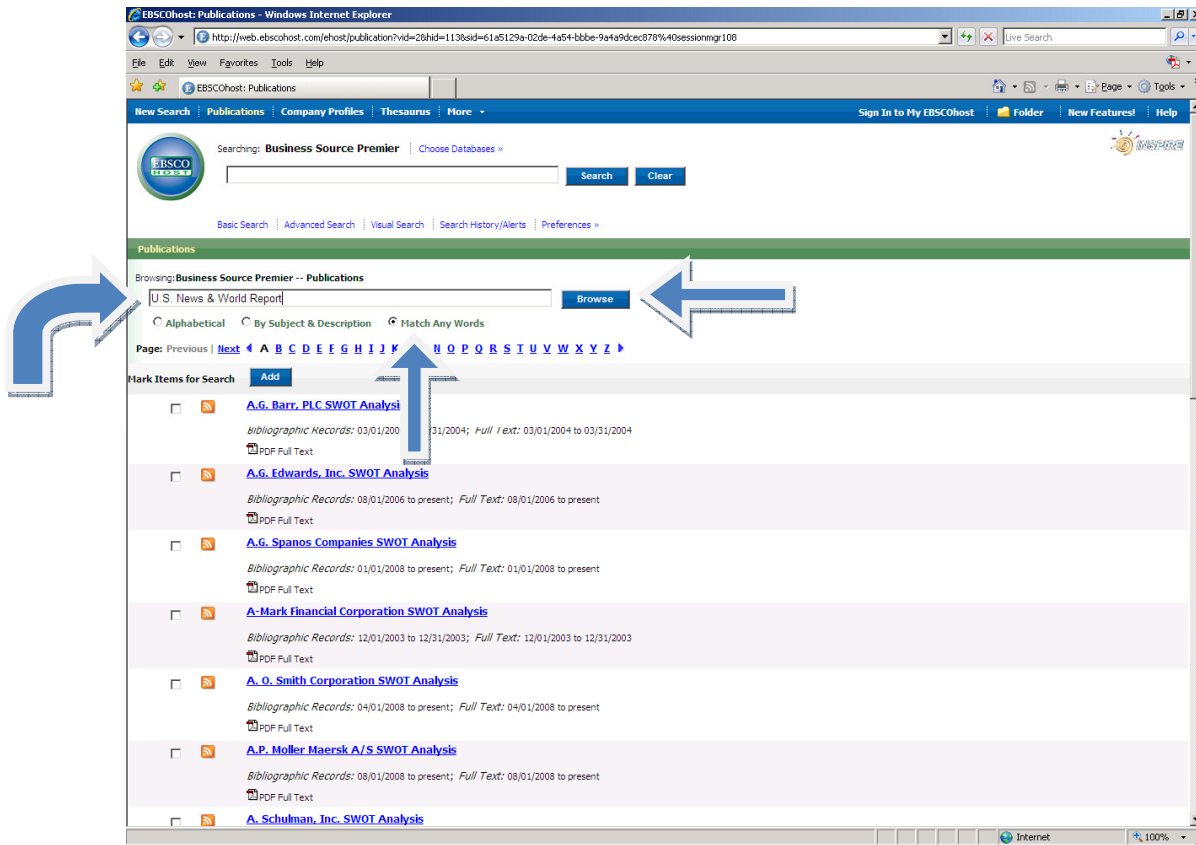 EBSCOhost: Publications - Windows Internet Explorer
http://web.ebscohost.com/ehost/publication?vid=2&hid=113&sid=61a5129a-02de-4a54-bbbe-9a4a9dcec878%40sessionmgr108
Live Search
File Edit View Favorites Tools Help
EBSCOhost: Publications
Page Tools
New Search Publications Company Profiles Thesaurus More
Sign In to My EBSCOhost Folder New Features! Help
EBSCO
HOST
Searching: Business Source Premier Choose Databases »
INSPIRE
Search Clear
Basic Search Advanced Search Visual Search Search History/Alerts Preferences »
Publications
Browsing: Business Source Premier -- Publications
U.S. News & World Report
Browse
Alphabetical By Subject & Description Match Any Words
Page: Previous | Next A B C D E F G H I J K N O P Q R S T U V W X Y Z
Mark Items for Search Add
A.G. Barr, PLC SWOT Analysi
Bibliographic Records: 03/01/200 31/2004; Full Text: 03/01/2004 to 03/31/2004
PDF Full Text
A.G. Edwards, Inc. SWOT Analysis
Bibliographic Records: 08/01/2006 to present; Full Text: 08/01/2006 to present
PDF Full Text
A.G. Spanos Companies SWOT Analysis
Bibliographic Records: 01/01/2008 to present; Full Text: 01/01/2008 to present
PDF Full Text
A-Mark Financial Corporation SWOT Analysis
Bibliographic Records: 12/01/2003 to 12/31/2003; Full Text: 12/01/2003 to 12/31/2003
PDF Full Text
A. O. Smith Corporation SWOT Analysis
Bibliographic Records: 04/01/2008 to present; Full Text: 04/01/2008 to present
PDF Full Text
A.P. Moller Maersk A/S SWOT Analysis
Bibliographic Records: 08/01/2008 to present; Full Text: 08/01/2008 to present
PDF Full Text
A. Schulman, Inc. SWOT Analysis
Internet 100%